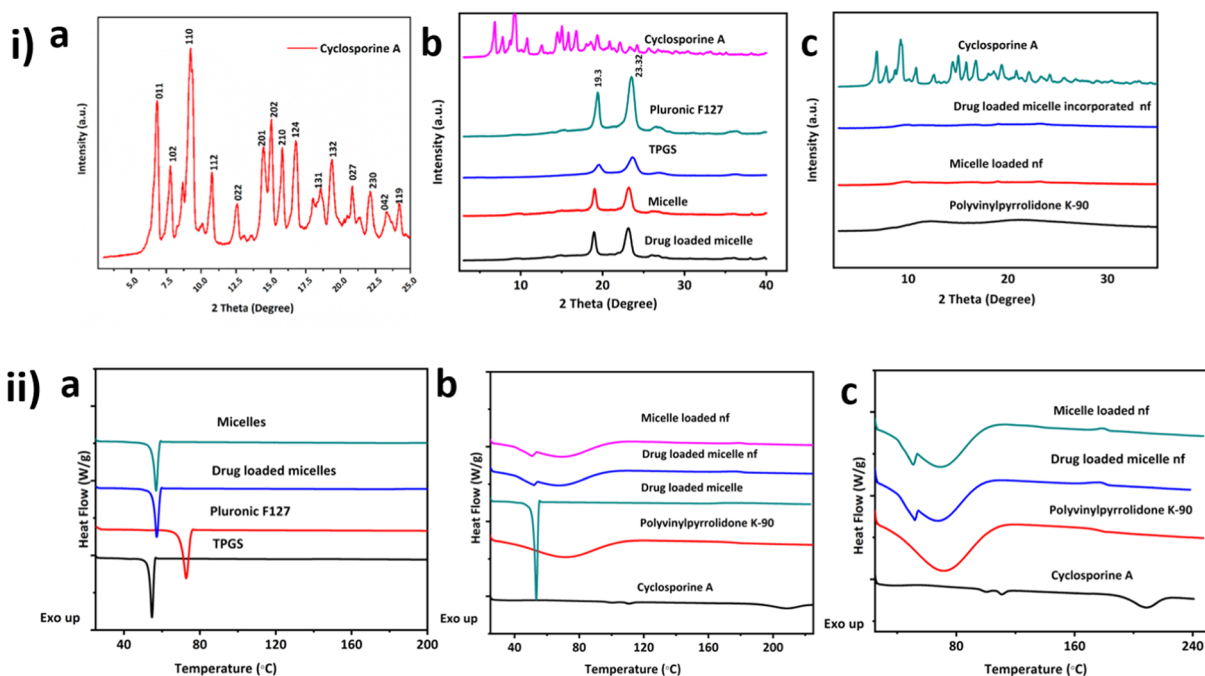 i)
a
Cyclosporine A
110
011
102
112
022
201
202
210
124
131
132
027
230
042
119
Intensity (a.u.)
5.0 7.5 10.0 12.5 15.0 17.5 20.0 22.5 25.0
2 Theta (Degree)
b
Cyclosporine A
19.3
23.32
Pluronic F127
TPGS
Micelle
Drug loaded micelle
Intensity (a.u.)
10 20 30 40
2 Theta (Degree)
c
Cyclosporine A
Drug loaded micelle incorporated nf
Micelle loaded nf
Polyvinylpyrrolidone K-90
Intensity (a.u.)
10 20 30
2 Theta (Degree)
ii)
a
Micelles
Drug loaded micelles
Pluronic F127
TPGS
Heat Flow (W/g)
Exo up
40 80 120 160 200
Temperature (°C)
b
Micelle loaded nf
Drug loaded micelle nf
Drug loaded micelle
Polyvinylpyrrolidone K-90
Cyclosporine A
Heat Flow (W/g)
Exo up
40 80 120 160 200
Temperature (°C)
c
Micelle loaded nf
Drug loaded micelle nf
Polyvinylpyrrolidone K-90
Cyclosporine A
Heat Flow (W/g)
Exo up
80 160 240
Temperature (°C)